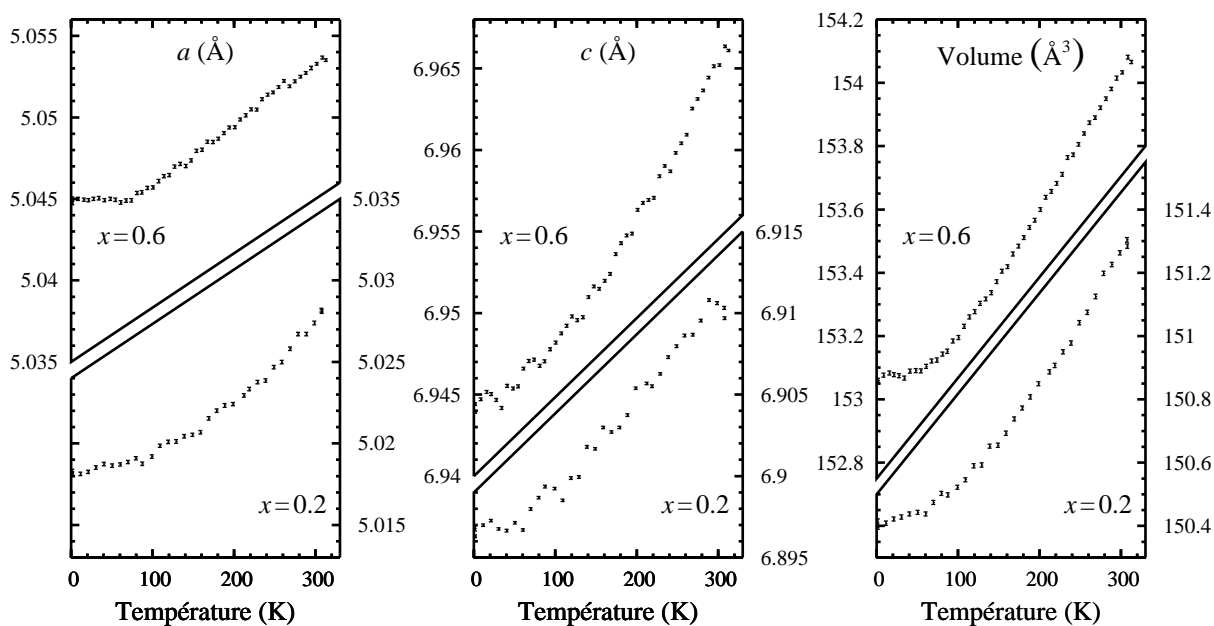 a (Å)
5.055
5.05
5.045
5.04
5.035
x=0.6
x=0.2
5.035
5.03
5.025
5.02
5.015
0 100 200 300
Température (K)
c (Å)
6.965
6.96
6.955
6.95
6.945
6.94
x=0.6
x=0.2
6.915
6.91
6.905
6.9
6.895
0 100 200 300
Température (K)
Volume (Å³)
154.2
154
153.8
153.6
153.4
153.2
153
152.8
x=0.6
x=0.2
151.4
151.2
151
150.8
150.6
150.4
0 100 200 300
Température (K)